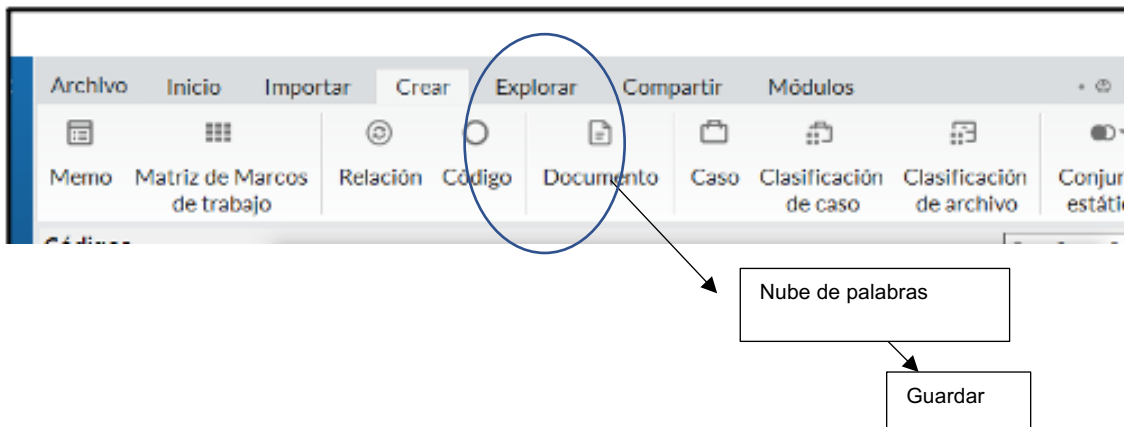 Archivo Inicio Importar Crear Explorar Compartir Módulos
Memo Matriz de Marcos de trabajo Relación Código Documento Caso Clasificación de caso Clasificación de archivo
Códigos
Nube de palabras
Guardar